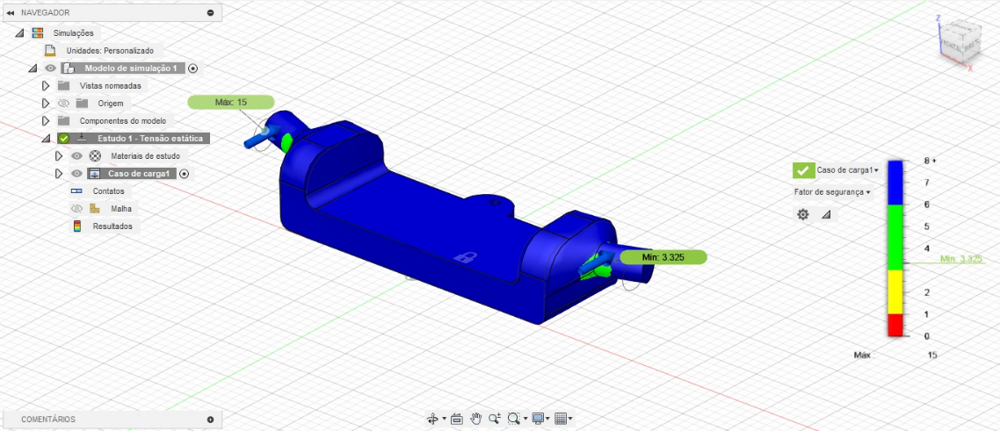 NAVEGADOR
Simulações
Unidades: Personalizado
Modelo de simulação 1
Vistas nomeadas
Origem
Componentes do modelo
Estudo 1 - Tensão estática
Materiais de estudo
Caso de carga1
Contatos
Malha
Resultados
Máx: 15
Mín: 3.325
Z
FRONTAL
X
Caso de carga1
Fator de segurança
8 +
7
6
5
4
Mín: 3.325
2
1
0
Máx
15
COMENTÁRIOS